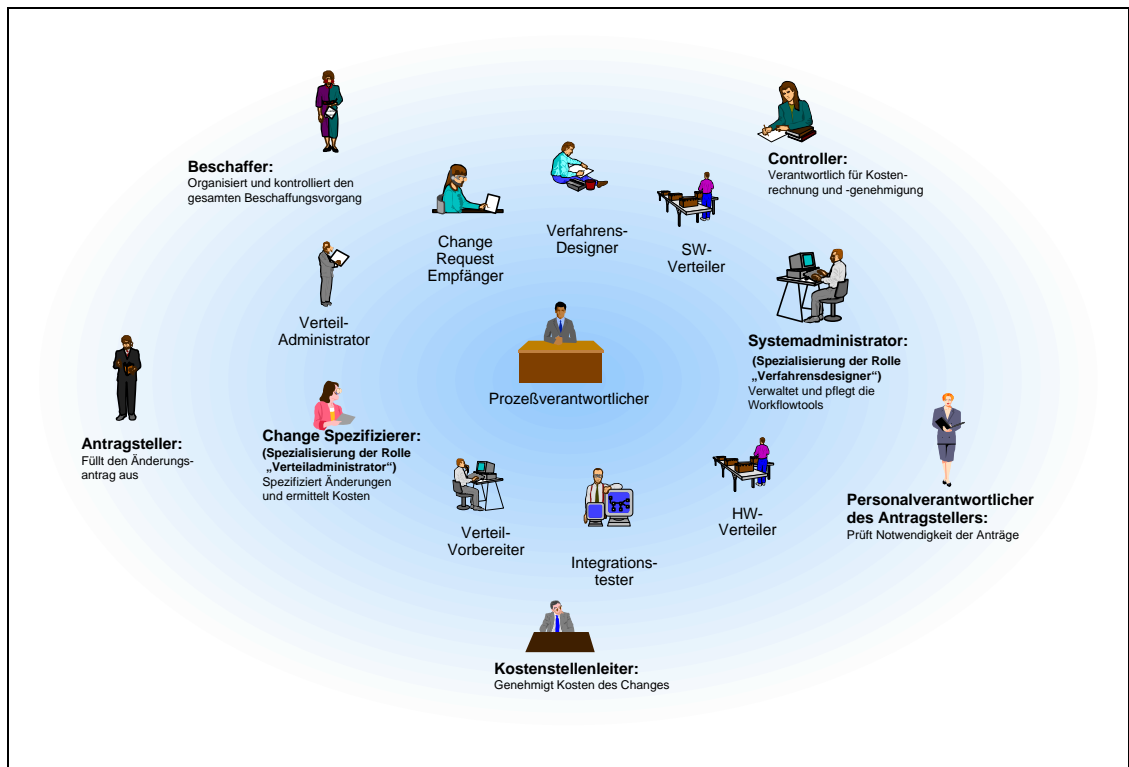 Beschaffer:
Organisiert und kontrolliert den
gesamten Beschaffungsvorgang
Controller:
Verantwortlich für Kosten-
rechnung und -genehmigung
Change
Request
Empfänger
Verfahrens-
Designer
SW-
Verteiler
Verteil-
Administrator
Systemadministrator:
(Spezialisierung der Rolle
„Verfahrensdesigner“)
Verwaltet und pflegt die
Workflowtools
Prozeßverantwortlicher
Antragsteller:
Füllt den Änderungs-
antrag aus
Change Spezifizierer:
(Spezialisierung der Rolle
„Verteiladministrator“)
Spezifiziert Änderungen
und ermittelt Kosten
Personalverantwortlicher
des Antragstellers:
Prüft Notwendigkeit der Anträge
Verteil-
Vorbereiter
Integrations-
tester
HW-
Verteiler
Kostenstellenleiter:
Genehmigt Kosten des Changes